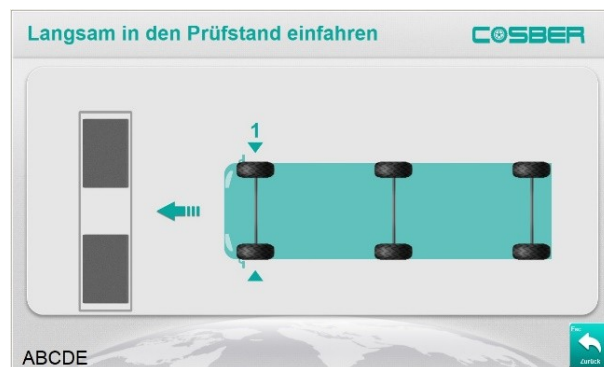 Langsam in den Prüfstand einfahren
COSBER
1
ABCDE
Esc
Zurück